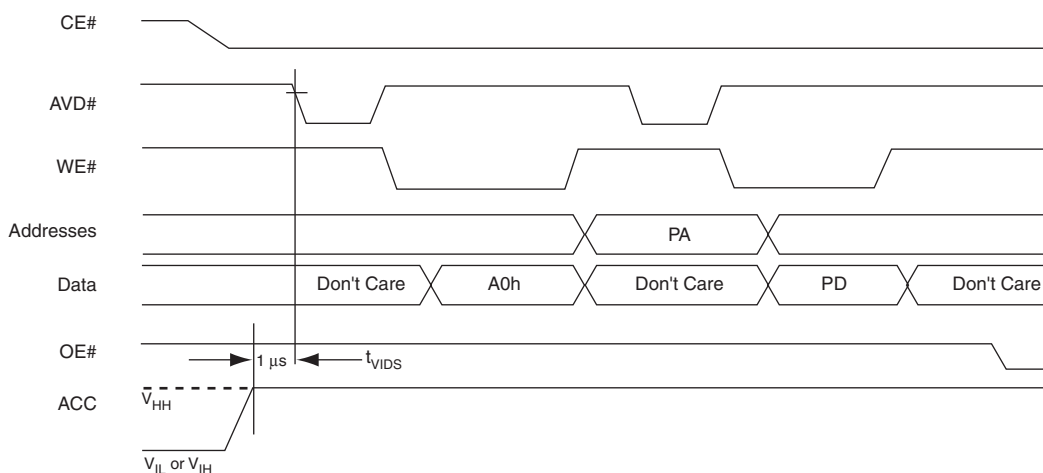 CE#
AVD#
WE#
Addresses
PA
Data
Don't Care
A0h
Don't Care
PD
Don't Care
OE#
1 μs
tVIDS
ACC
VHH
VIL or VIH